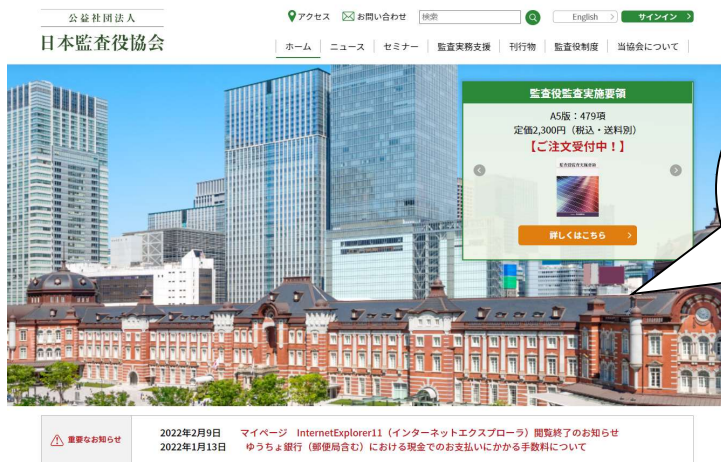 公益社団法人
日本監査役協会
アクセス お問い合わせ 検索 English サインイン
ホーム ニュース セミナー 監査実務支援 刊行物 監査役制度 当協会について
監査役監査実施要領
A5版：479項
定価2,300円（税込・送料別）
【ご注文受付中！】
監査役監査実施要領
詳しくはこちら
重要なお知らせ
2022年2月9日 マイページ InternetExplorer11（インターネットエクスプローラ）閲覧終了のお知らせ
2022年1月13日 ゆうちょ銀行（郵便局含む）における現金でのお支払いにかかる手数料について